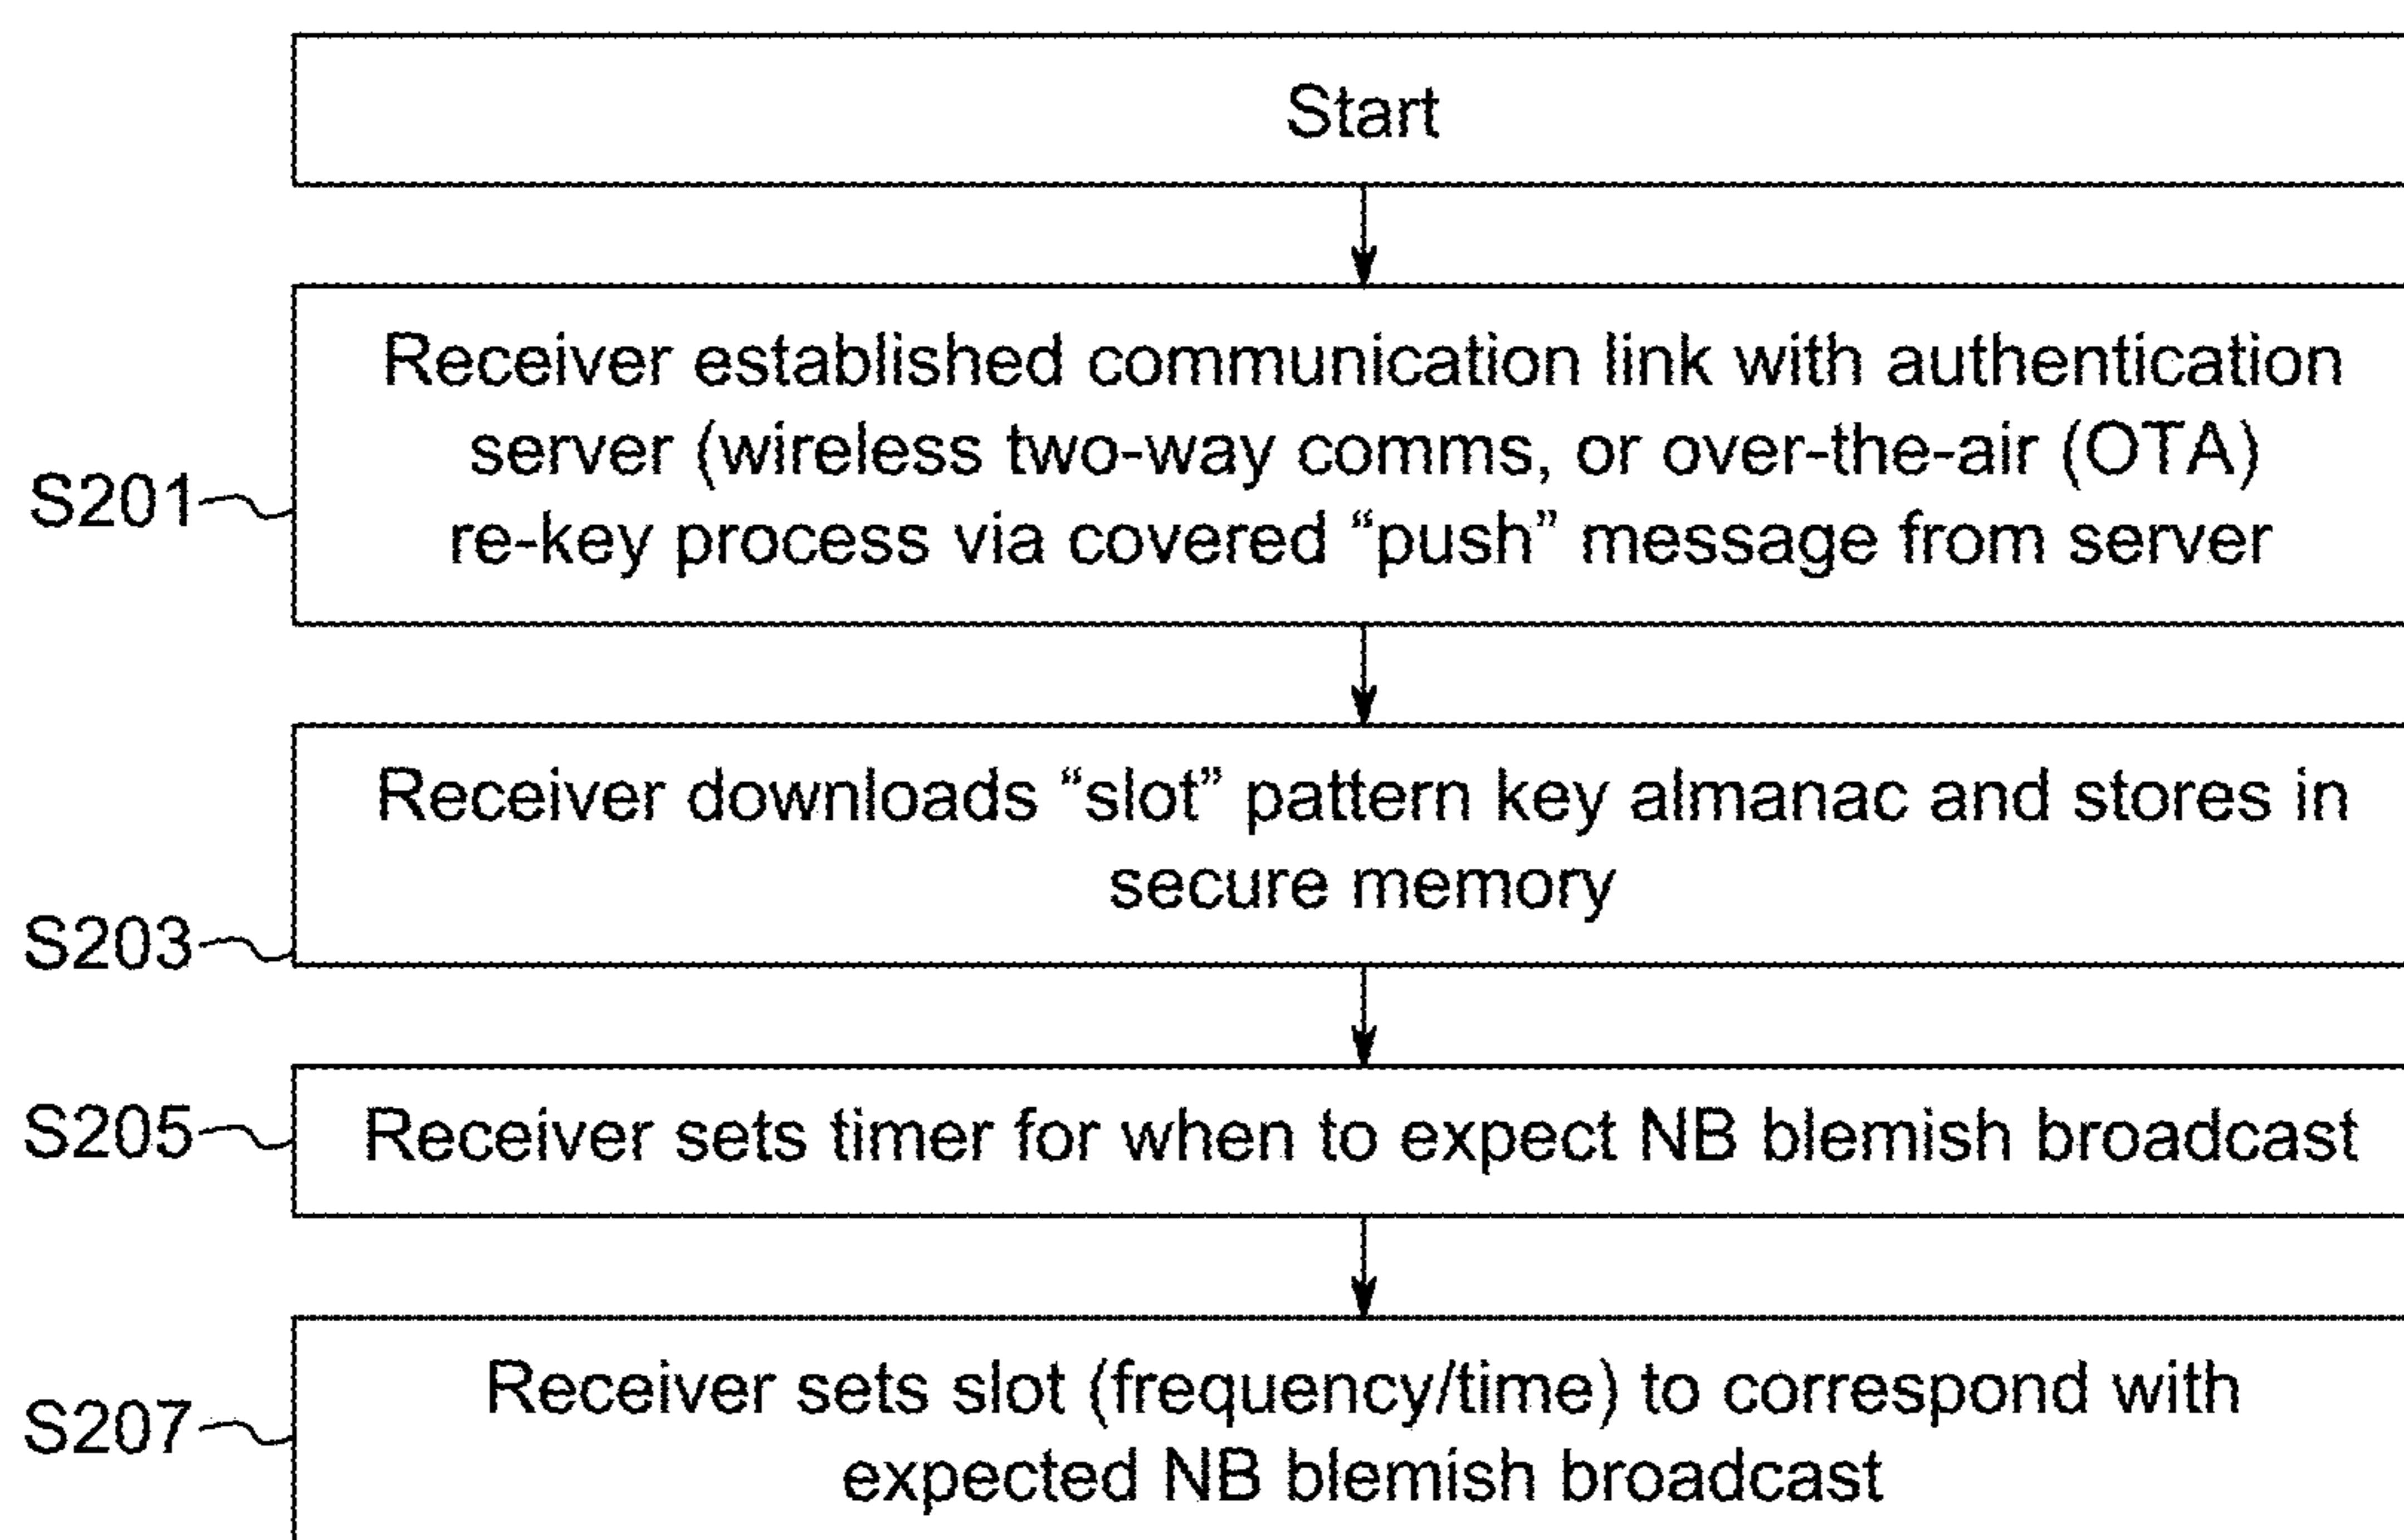 Start
Receiver established communication link with authentication
server (wireless two-way comms, or over-the-air (OTA)
re-key process via covered “push” message from server
S201
Receiver downloads “slot” pattern key almanac and stores in
secure memory
S203
Receiver sets timer for when to expect NB blemish broadcast
S205
Receiver sets slot (frequency/time) to correspond with
expected NB blemish broadcast
S207